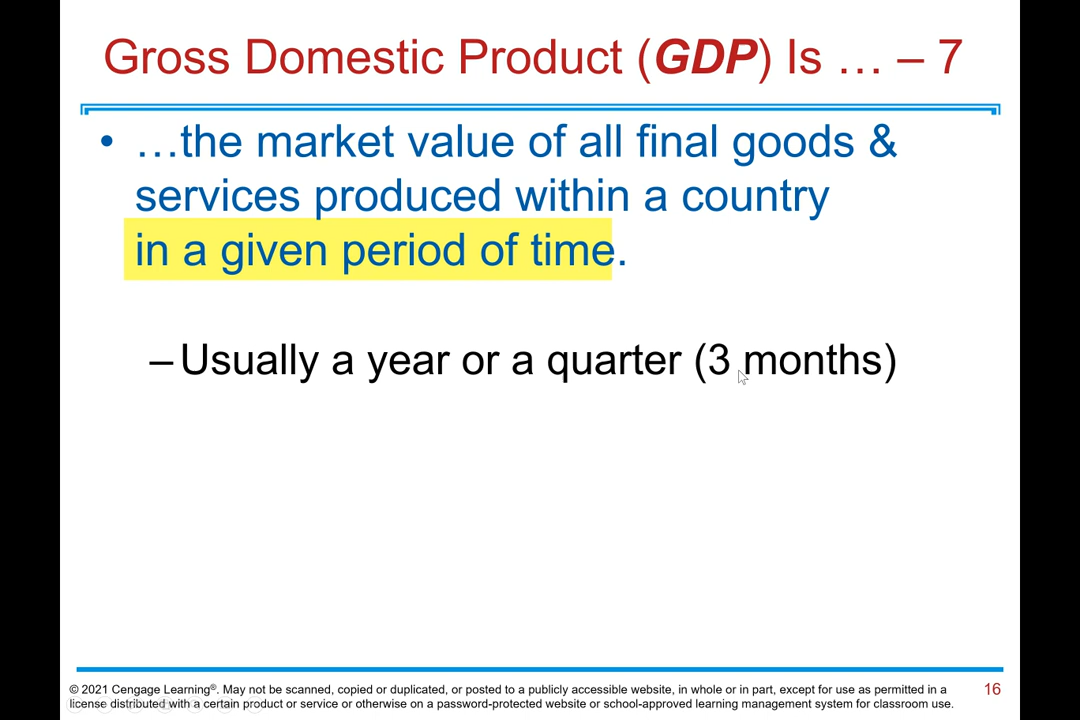 Gross Domestic Product (GDP) Is … – 7
• …the market value of all final goods &
services produced within a country
in a given period of time.
– Usually a year or a quarter (3 months)
© 2021 Cengage Learning®. May not be scanned, copied or duplicated, or posted to a publicly accessible website, in whole or in part, except for use as permitted in a
license distributed with a certain product or service or otherwise on a password-protected website or school-approved learning management system for classroom use.
16